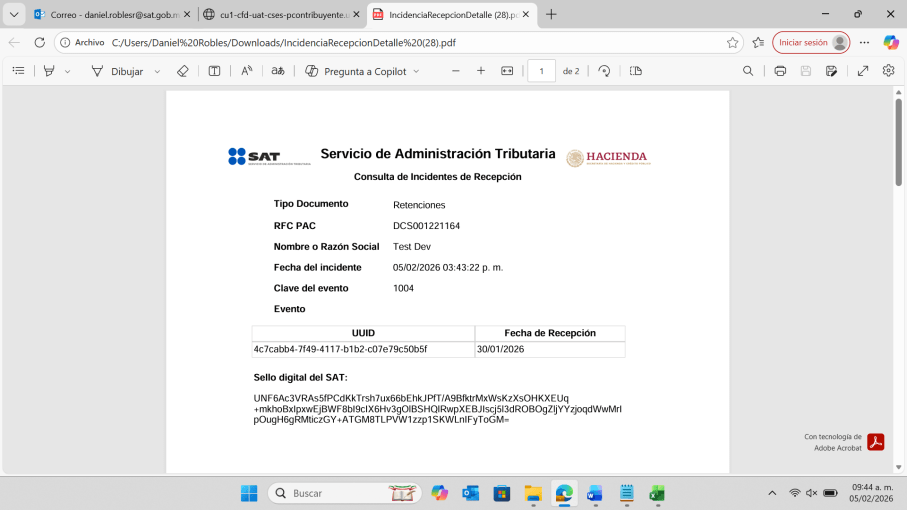 Correo - daniel.roblesr@sat.gob.m
cu1-cfd-uat-cses-pcontribuyente.u
IncidenciaRecepcionDetalle (28).pc
Archivo
C:/Users/Daniel%20Robles/Downloads/IncidenciaRecepcionDetalle%20(28).pdf
Iniciar sesión
Dibujar
aあ
Pregunta a Copilot
1
de 2
SAT
Servicio de Administración Tributaria
HACIENDA
Consulta de Incidentes de Recepción
Tipo Documento
Retenciones
RFC PAC
DCS001221164
Nombre o Razón Social
Test Dev
Fecha del incidente
05/02/2026 03:43:22 p. m.
Clave del evento
1004
Evento
UUID
Fecha de Recepción
4c7cabb4-7f49-4117-b1b2-c07e79c50b5f
30/01/2026
Sello digital del SAT:
UNF6Ac3VRAs5fPCdKkTrsh7ux66bEhkJPfT/A9BfktrMxWsKzXsOHKXEUq
+mkhoBxIpxwEjBWF8bI9cIX6Hv3gOlBSHQlRwpXEBJIscj5I3dROBOgZljYYzjoqdWwMrI
pOugH6gRMticzGY+ATGM8TLPVW1zzp1SKWLnIFyToGM=
Con tecnología de
Adobe Acrobat
Buscar
09:44 a. m.
05/02/2026